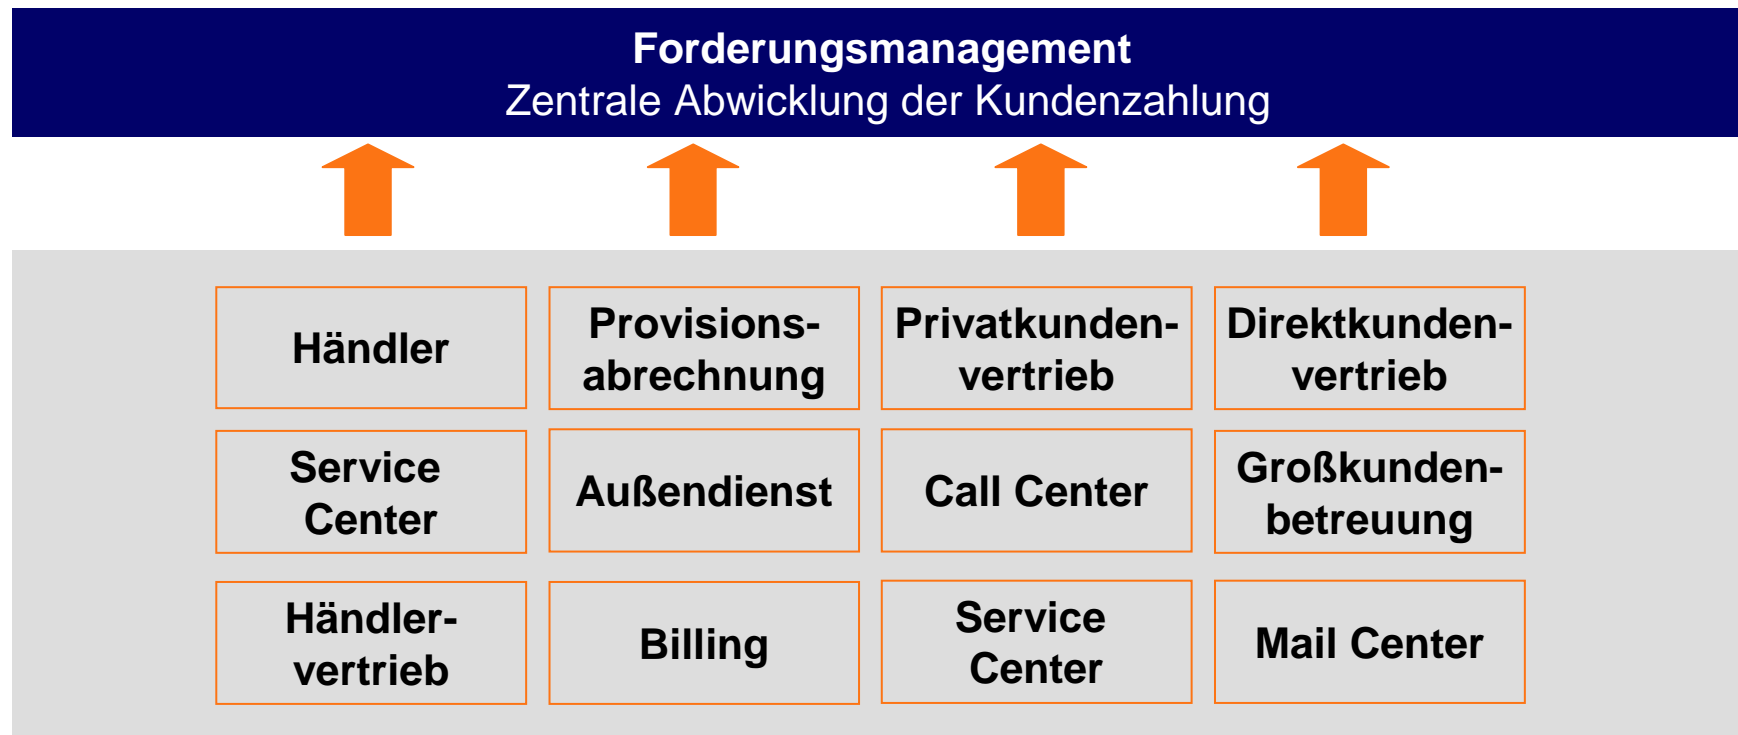 Forderungsmanagement
Zentrale Abwicklung der Kundenzahlung
Händler
Provisions-
abrechnung
Privatkunden-
vertrieb
Direktkunden-
vertrieb
Service
Center
Außendienst
Call Center
Großkunden-
betreuung
Händler-
vertrieb
Billing
Service
Center
Mail Center